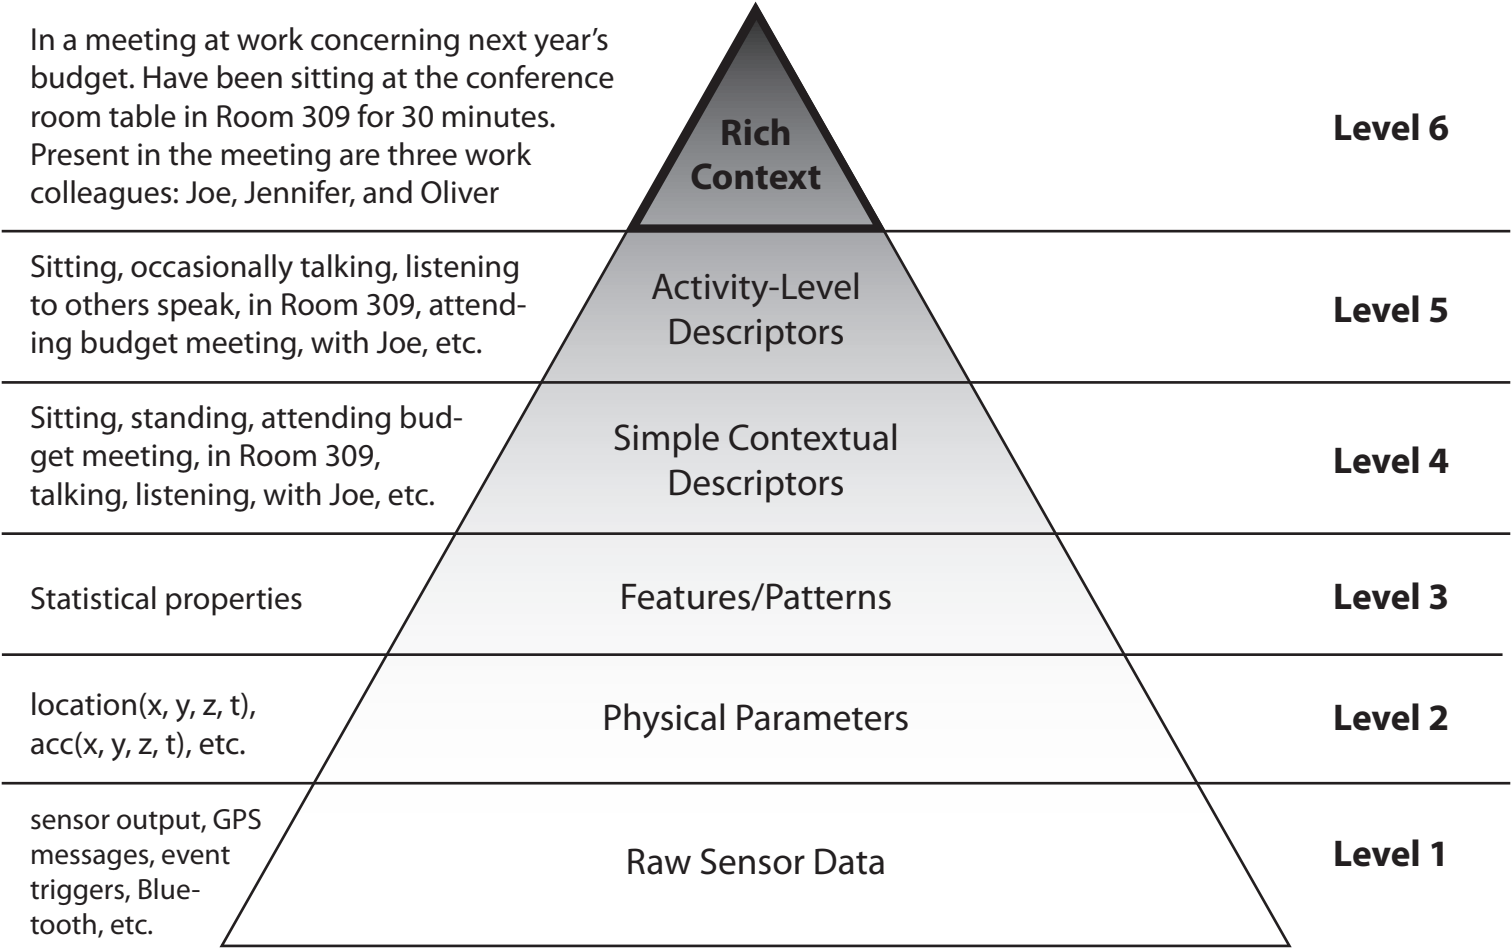 In a meeting at work concerning next year's
budget. Have been sitting at the conference
room table in Room 309 for 30 minutes.
Present in the meeting are three work
colleagues: Joe, Jennifer, and Oliver
Rich
Context
Level 6
Sitting, occasionally talking, listening
to others speak, in Room 309, attend-
ing budget meeting, with Joe, etc.
Activity-Level
Descriptors
Level 5
Sitting, standing, attending bud-
get meeting, in Room 309,
talking, listening, with Joe, etc.
Simple Contextual
Descriptors
Level 4
Statistical properties
Features/Patterns
Level 3
location(x, y, z, t),
acc(x, y, z, t), etc.
Physical Parameters
Level 2
sensor output, GPS
messages, event
triggers, Blue-
tooth, etc.
Raw Sensor Data
Level 1